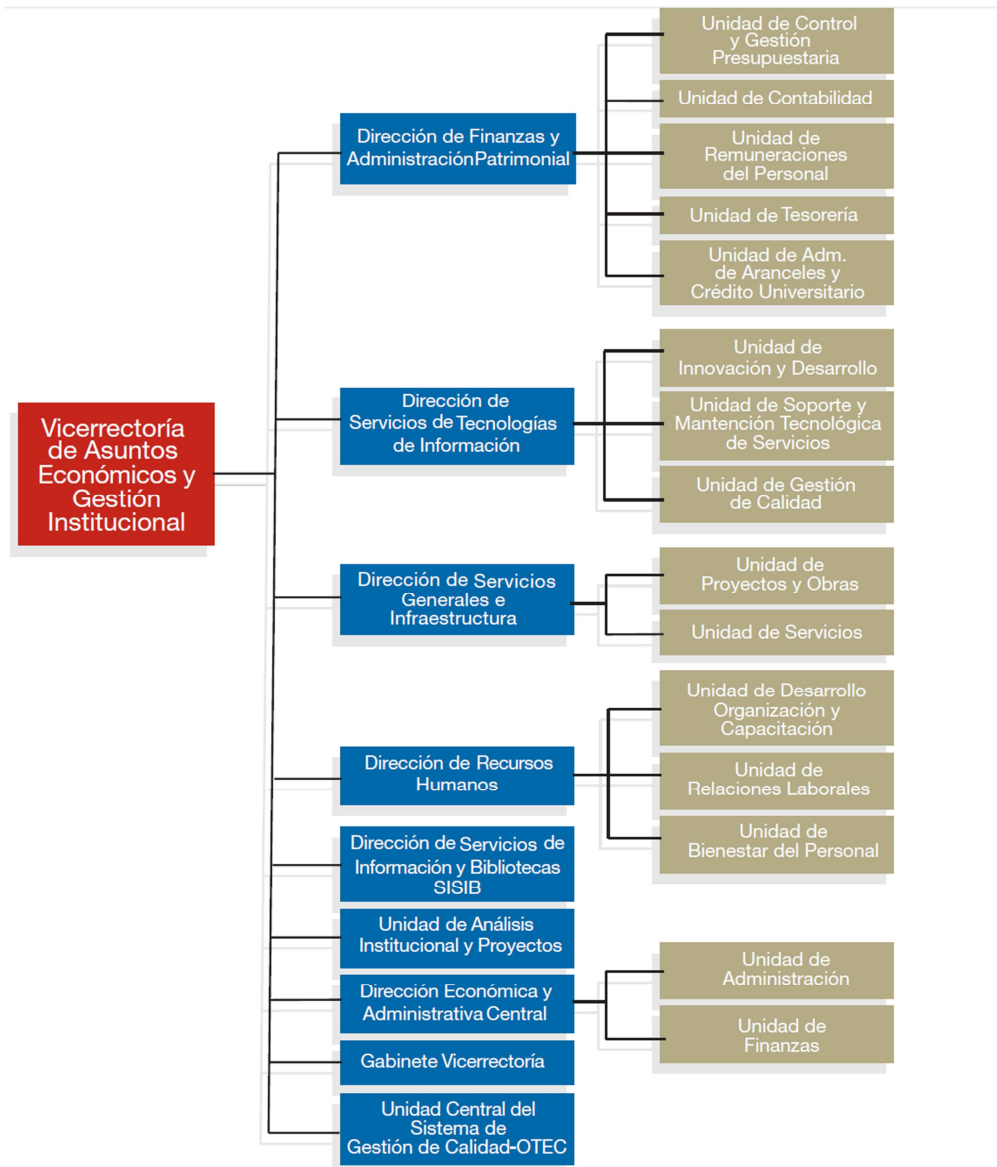 Vicerrectoría
de Asuntos
Económicos y
Gestión
Institucional
Dirección de Finanzas y
Administración Patrimonial
Unidad de Control
y Gestión
Presupuestaria
Unidad de Contabilidad
Unidad de
Remuneraciones
del Personal
Unidad de Tesorería
Unidad de Adm.
de Aranceles y
Crédito Universitario
Dirección de
Servicios de Tecnologías
de Información
Unidad de
Innovación y Desarrollo
Unidad de Soporte y
Mantención Tecnológica
de Servicios
Unidad de Gestión
de Calidad
Dirección de Servicios
Generales e
Infraestructura
Unidad de
Proyectos y Obras
Unidad de Servicios
Dirección de Recursos
Humanos
Unidad de Desarrollo
Organización y
Capacitación
Unidad de
Relaciones Laborales
Unidad de
Bienestar del Personal
Dirección de Servicios de
Información y Bibliotecas
SISIB
Unidad de Análisis
Institucional y Proyectos
Dirección Económica y
Administrativa Central
Unidad de
Administración
Unidad de
Finanzas
Gabinete Vicerrectoría
Unidad Central del
Sistema de
Gestión de Calidad-OTEC